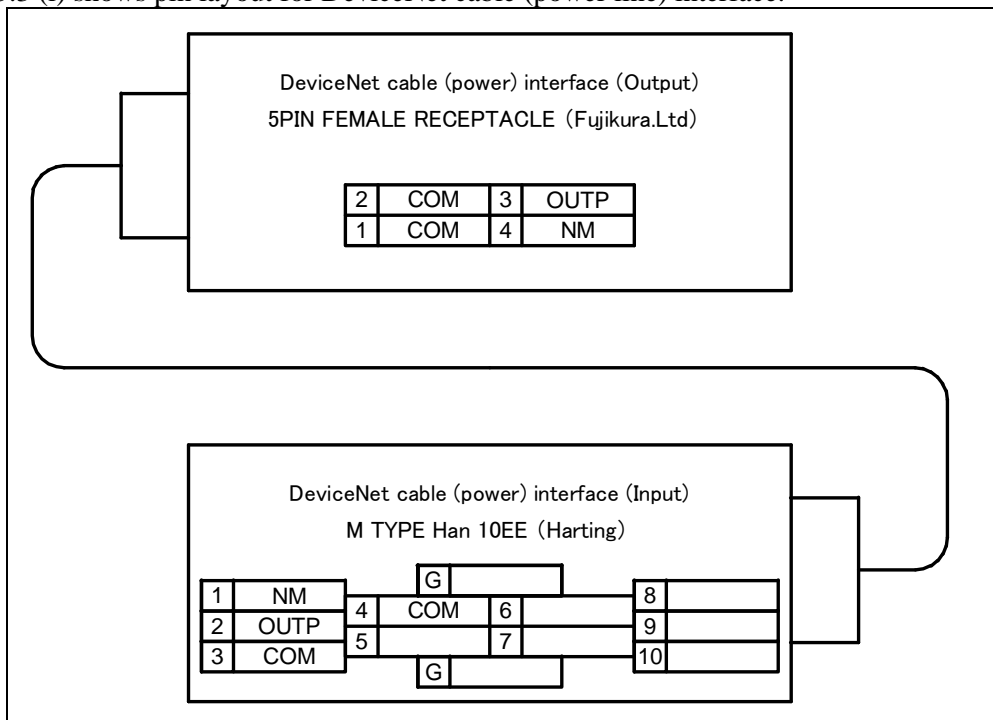 DeviceNet cable (power) interface (Output)
5PIN FEMALE RECEPTACLE (Fujikura.Ltd)
2 COM 3 OUTP
1 COM 4 NM
DeviceNet cable (power) interface (Input)
M TYPE Han 10EE (Harting)
G
1 NM 4 COM 6 8
2 OUTP 5 7 9
3 COM 10
G